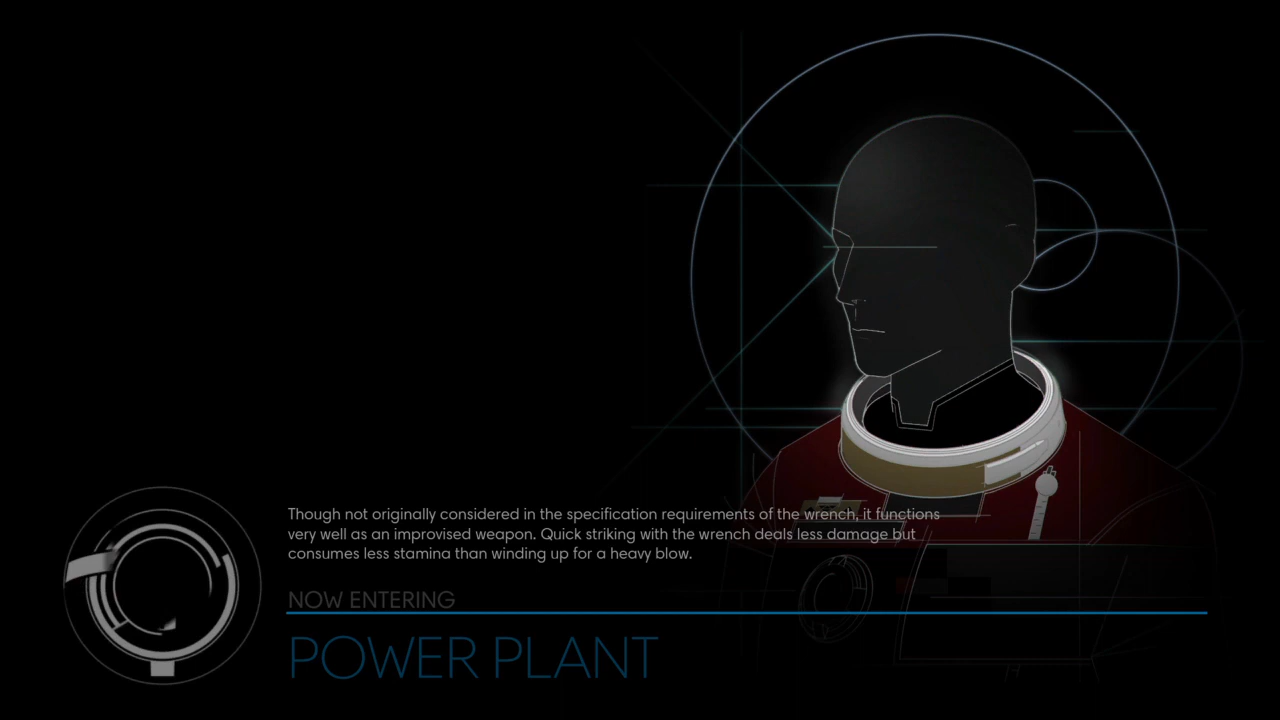 Though not originally considered in the specification requirements of the wrench, it functions
very well as an improvised weapon. Quick striking with the wrench deals less damage but
consumes less stamina than winding up for a heavy blow.
NOW ENTERING
POWER PLANT